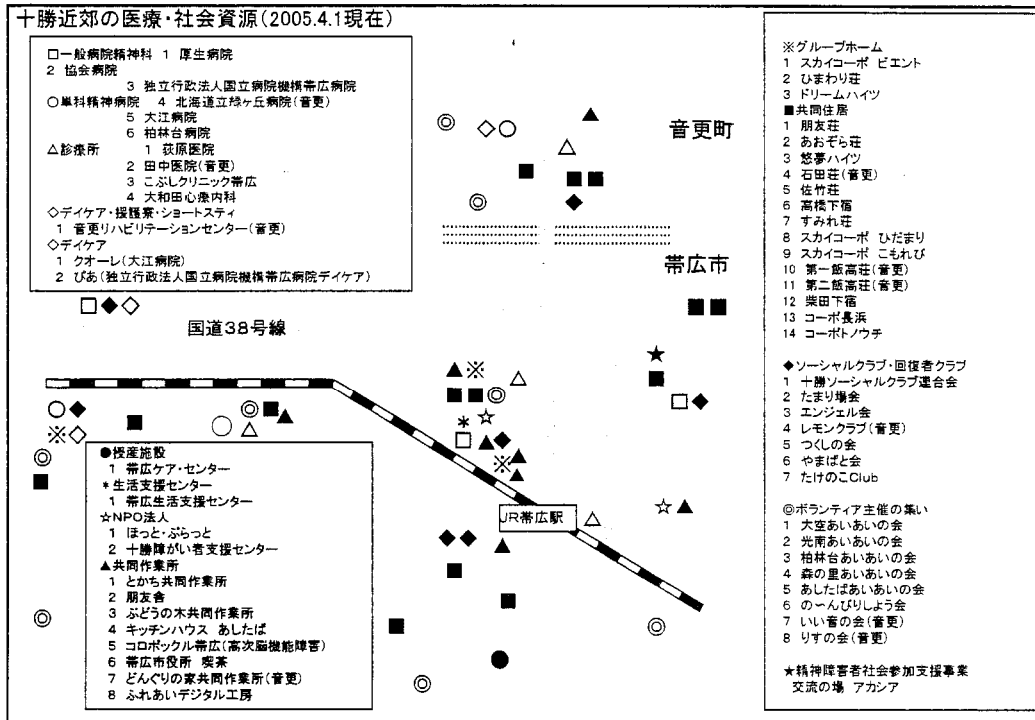 十勝近郊の医療・社会資源(2005.4.1現在)
□一般病院精神科 1 厚生病院
2 協会病院
3 独立行政法人国立病院機構帯広病院
○単科精神病院 4 北海道立緑ヶ丘病院(音更)
5 大江病院
6 柏林台病院
△診療所 1 荻原医院
2 田中医院(音更)
3 こぶしクリニック帯広
4 大和田心療内科
◇デイケア・援護寮・ショートスティ
1 音更リハビリテーションセンター(音更)
◇デイケア
1 クオーレ(大江病院)
2 ぴあ(独立行政法人国立病院機構帯広病院デイケア)
音更町
帯広市
国道38号線
JR帯広駅
●授産施設
1 帯広ケア・センター
*生活支援センター
1 帯広生活支援センター
☆NPO法人
1 ほっと・ぷらっと
2 十勝障がい者支援センター
▲共同作業所
1 とかち共同作業所
2 朋友舎
3 ぶどうの木共同作業所
4 キッチンハウス あしたば
5 コロポックル帯広(高次脳機能障害)
6 帯広市役所 喫茶
7 どんぐりの家共同作業所(音更)
8 ふれあいデジタル工房
※グループホーム
1 スカイコーポ ビエント
2 ひまわり荘
3 ドリームハイツ
■共同住居
1 朋友荘
2 あおぞら荘
3 悠夢ハイツ
4 石田荘(音更)
5 佐竹荘
6 高橋下宿
7 すみれ荘
8 スカイコーポ ひだまり
9 スカイコーポ こもれび
10 第一飯高荘(音更)
11 第二飯高荘(音更)
12 柴田下宿
13 コーポ長浜
14 コーポトノウチ
◆ソーシャルクラブ・回復者クラブ
1 十勝ソーシャルクラブ連合会
2 たまり場会
3 エンジェル会
4 レモンクラブ(音更)
5 つくしの会
6 やまばと会
7 たけのこClub
◎ボランティア主催の集い
1 大空あいあいの会
2 光南あいあいの会
3 柏林台あいあいの会
4 森の里あいあいの会
5 あしたばあいあいの会
6 の〜んびりしよう会
7 いい音の会(音更)
8 りすの会(音更)
★精神障害者社会参加支援事業
交流の場 アカシア